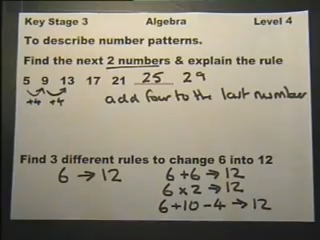 Key Stage 3 Algebra Level 4
To describe number patterns.
Find the next 2 numbers & explain the rule
5 9 13 17 21 25 29
+4 +4 add four to the last number
Find 3 different rules to change 6 into 12
6 → 12 6+6 → 12
6 x 2 → 12
6+10-4 → 12